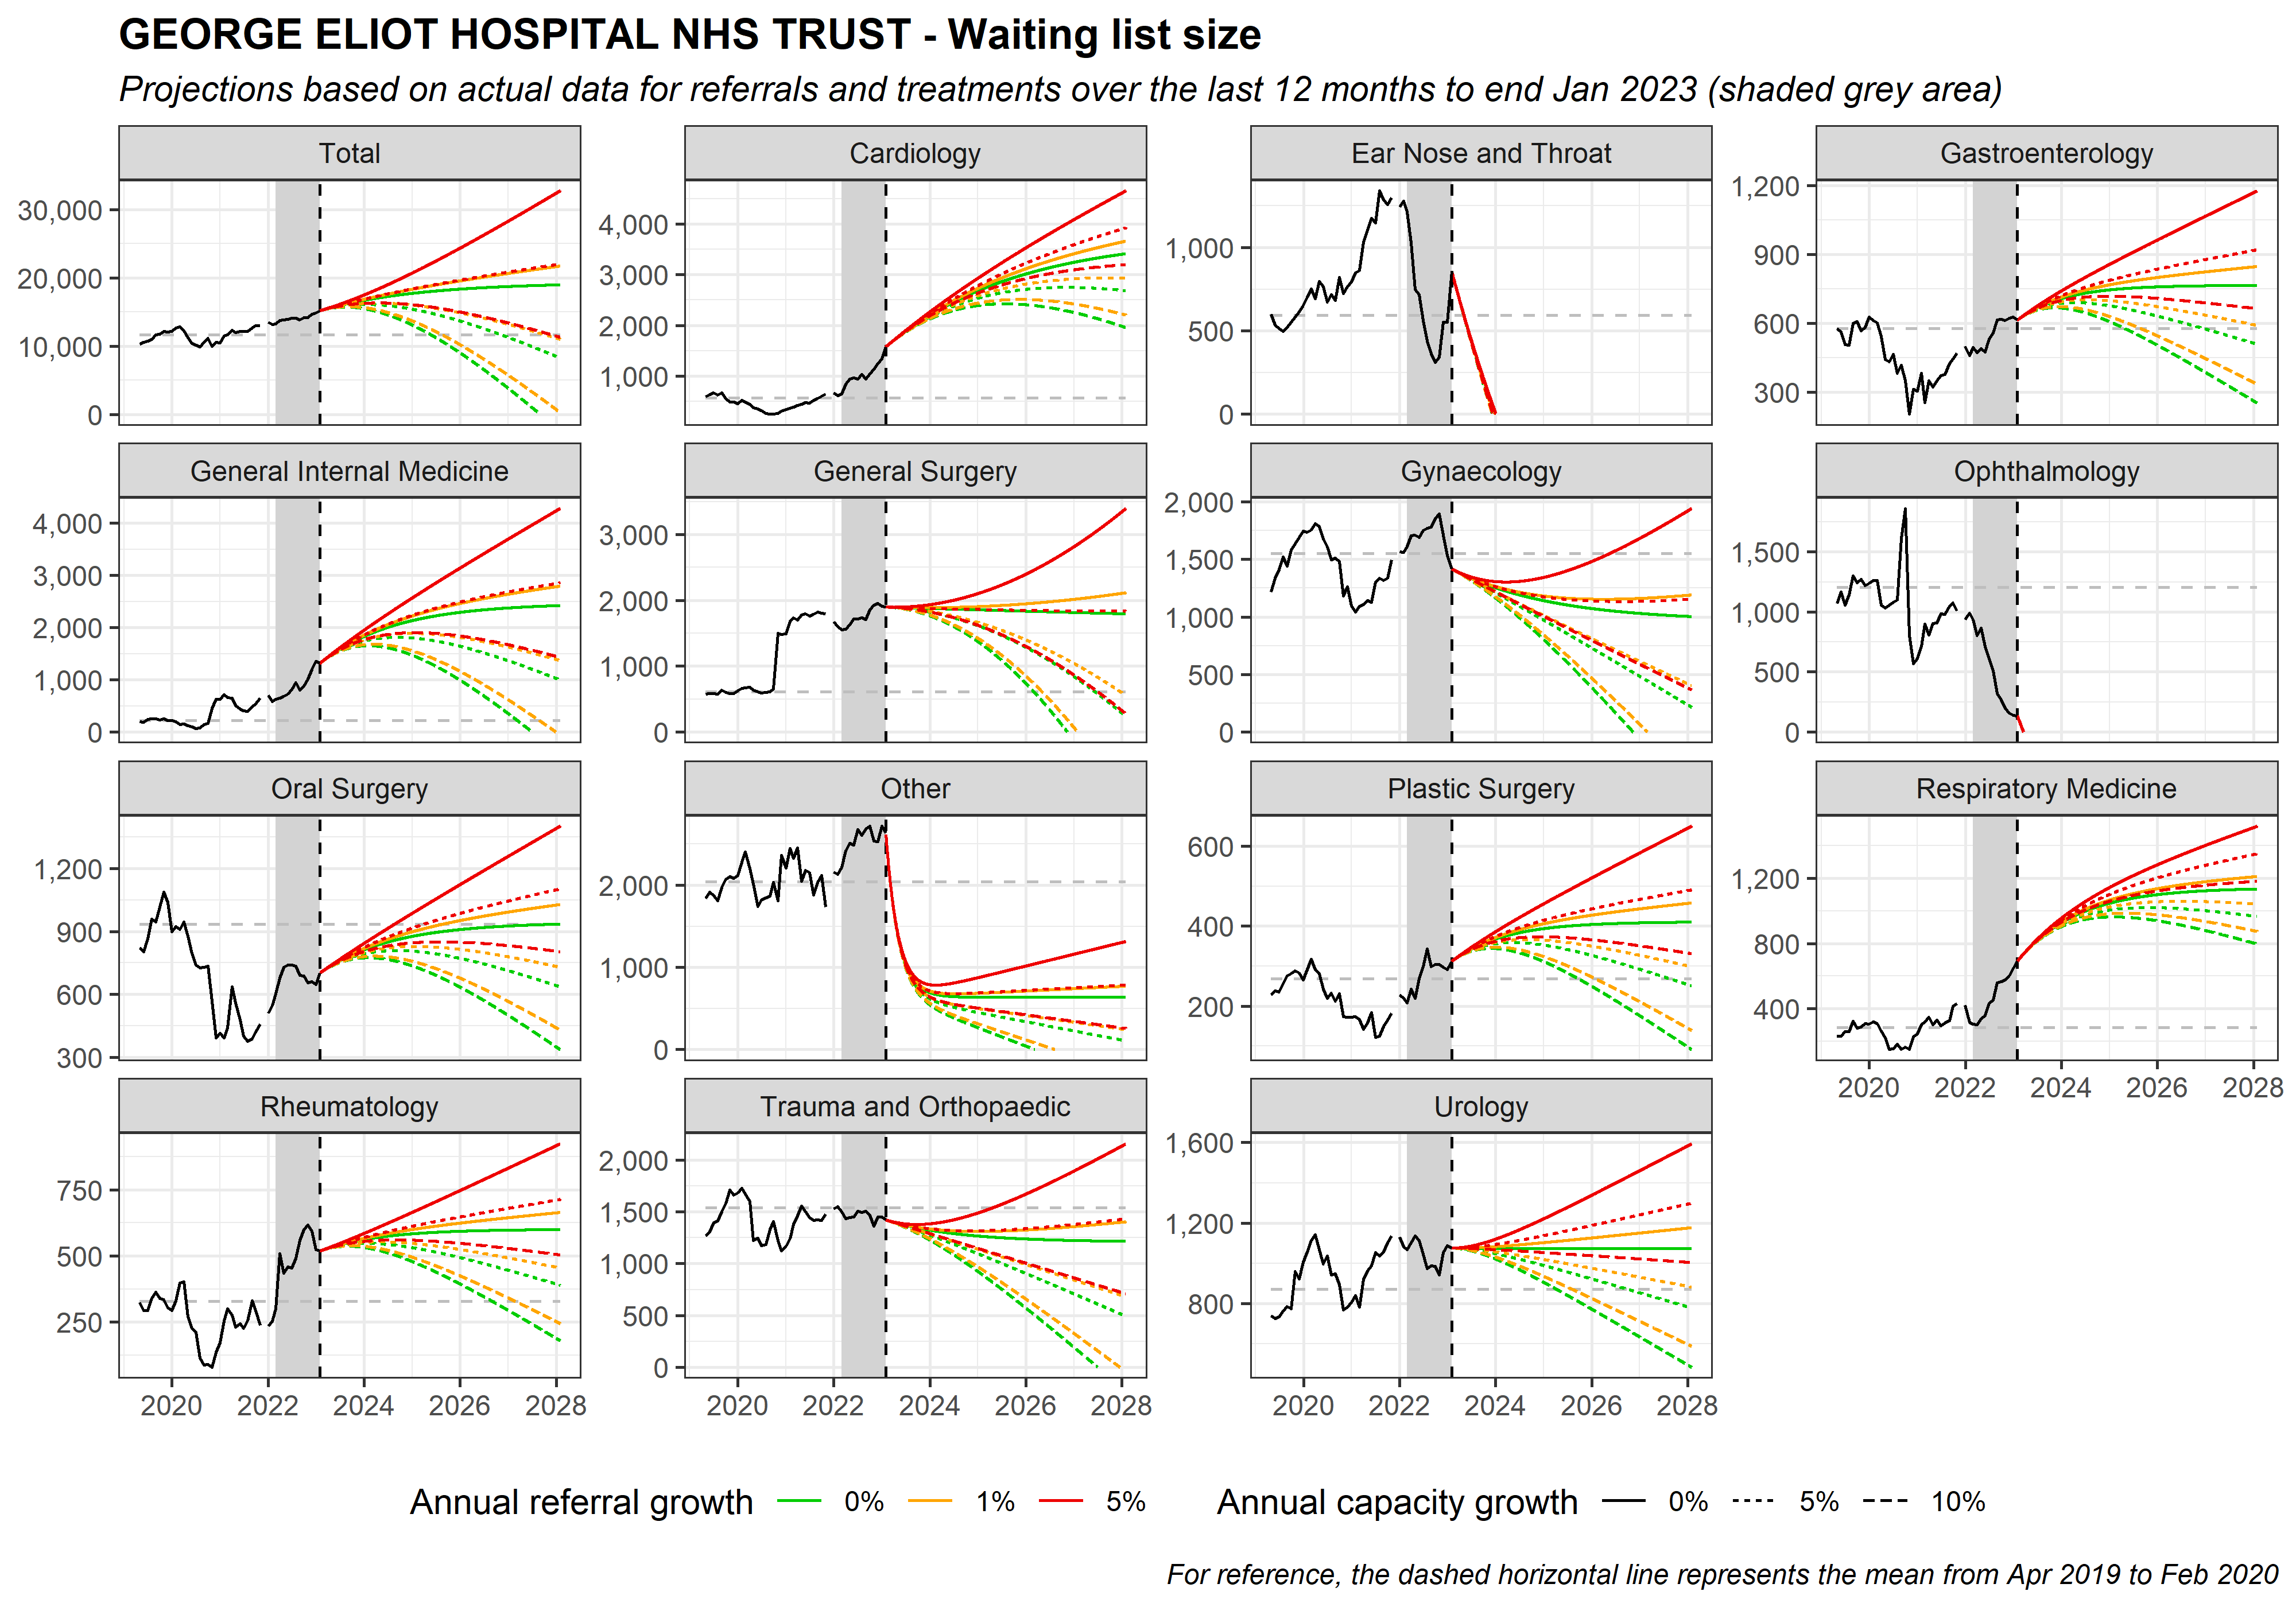 GEORGE ELIOT HOSPITAL NHS TRUST - Waiting list size
Projections based on actual data for referrals and treatments over the last 12 months to end Jan 2023 (shaded grey area)
Total
Cardiology
Ear Nose and Throat
Gastroenterology
30,000
20,000
10,000
0
4,000
3,000
2,000
1,000
1,000
500
0
1,200
900
600
300
General Internal Medicine
General Surgery
Gynaecology
Ophthalmology
4,000
3,000
2,000
1,000
0
3,000
2,000
1,000
0
2,000
1,500
1,000
500
0
1,500
1,000
500
0
Oral Surgery
Other
Plastic Surgery
Respiratory Medicine
1,200
900
600
300
2,000
1,000
0
600
400
200
1,200
800
400
2020 2022 2024 2026 2028
Rheumatology
Trauma and Orthopaedic
Urology
750
500
250
2,000
1,500
1,000
500
0
1,600
1,200
800
2020 2022 2024 2026 2028
2020 2022 2024 2026 2028
2020 2022 2024 2026 2028
Annual referral growth 0% 1% 5%
Annual capacity growth 0% 5% 10%
For reference, the dashed horizontal line represents the mean from Apr 2019 to Feb 2020